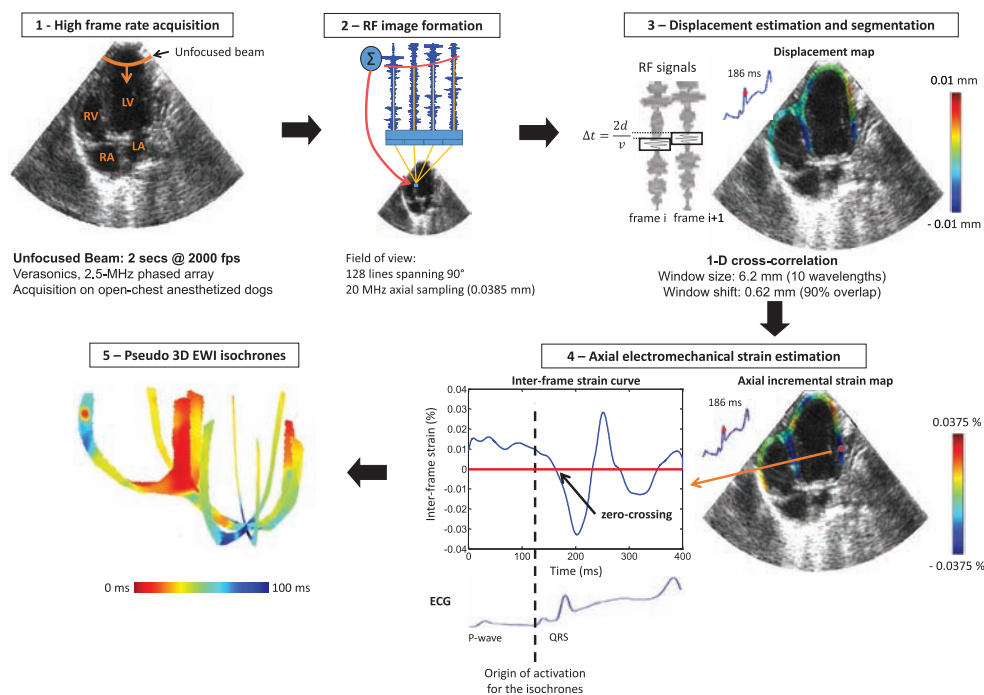 1 - High frame rate acquisition
Unfocused beam
LV
RV
LA
RA
Unfocused Beam: 2 secs @ 2000 fps
Verasonics, 2.5-MHz phased array
Acquisition on open-chest anesthetized dogs
2 – RF image formation
Σ
Field of view:
128 lines spanning 90°
20 MHz axial sampling (0.0385 mm)
3 – Displacement estimation and segmentation
Displacement map
RF signals
186 ms
0.01 mm
Δt = 2d/v
frame i
frame i+1
- 0.01 mm
1-D cross-correlation
Window size: 6.2 mm (10 wavelengths)
Window shift: 0.62 mm (90% overlap)
4 – Axial electromechanical strain estimation
Inter-frame strain curve
Inter-frame strain (%)
0.04
0.03
0.02
0.01
0
-0.01
-0.02
-0.03
-0.04
zero-crossing
0
100
200
300
400
Time (ms)
Axial incremental strain map
186 ms
0.0375 %
- 0.0375 %
ECG
P-wave
QRS
Origin of activation
for the isochrones
5 – Pseudo 3D EWI isochrones
0 ms
100 ms